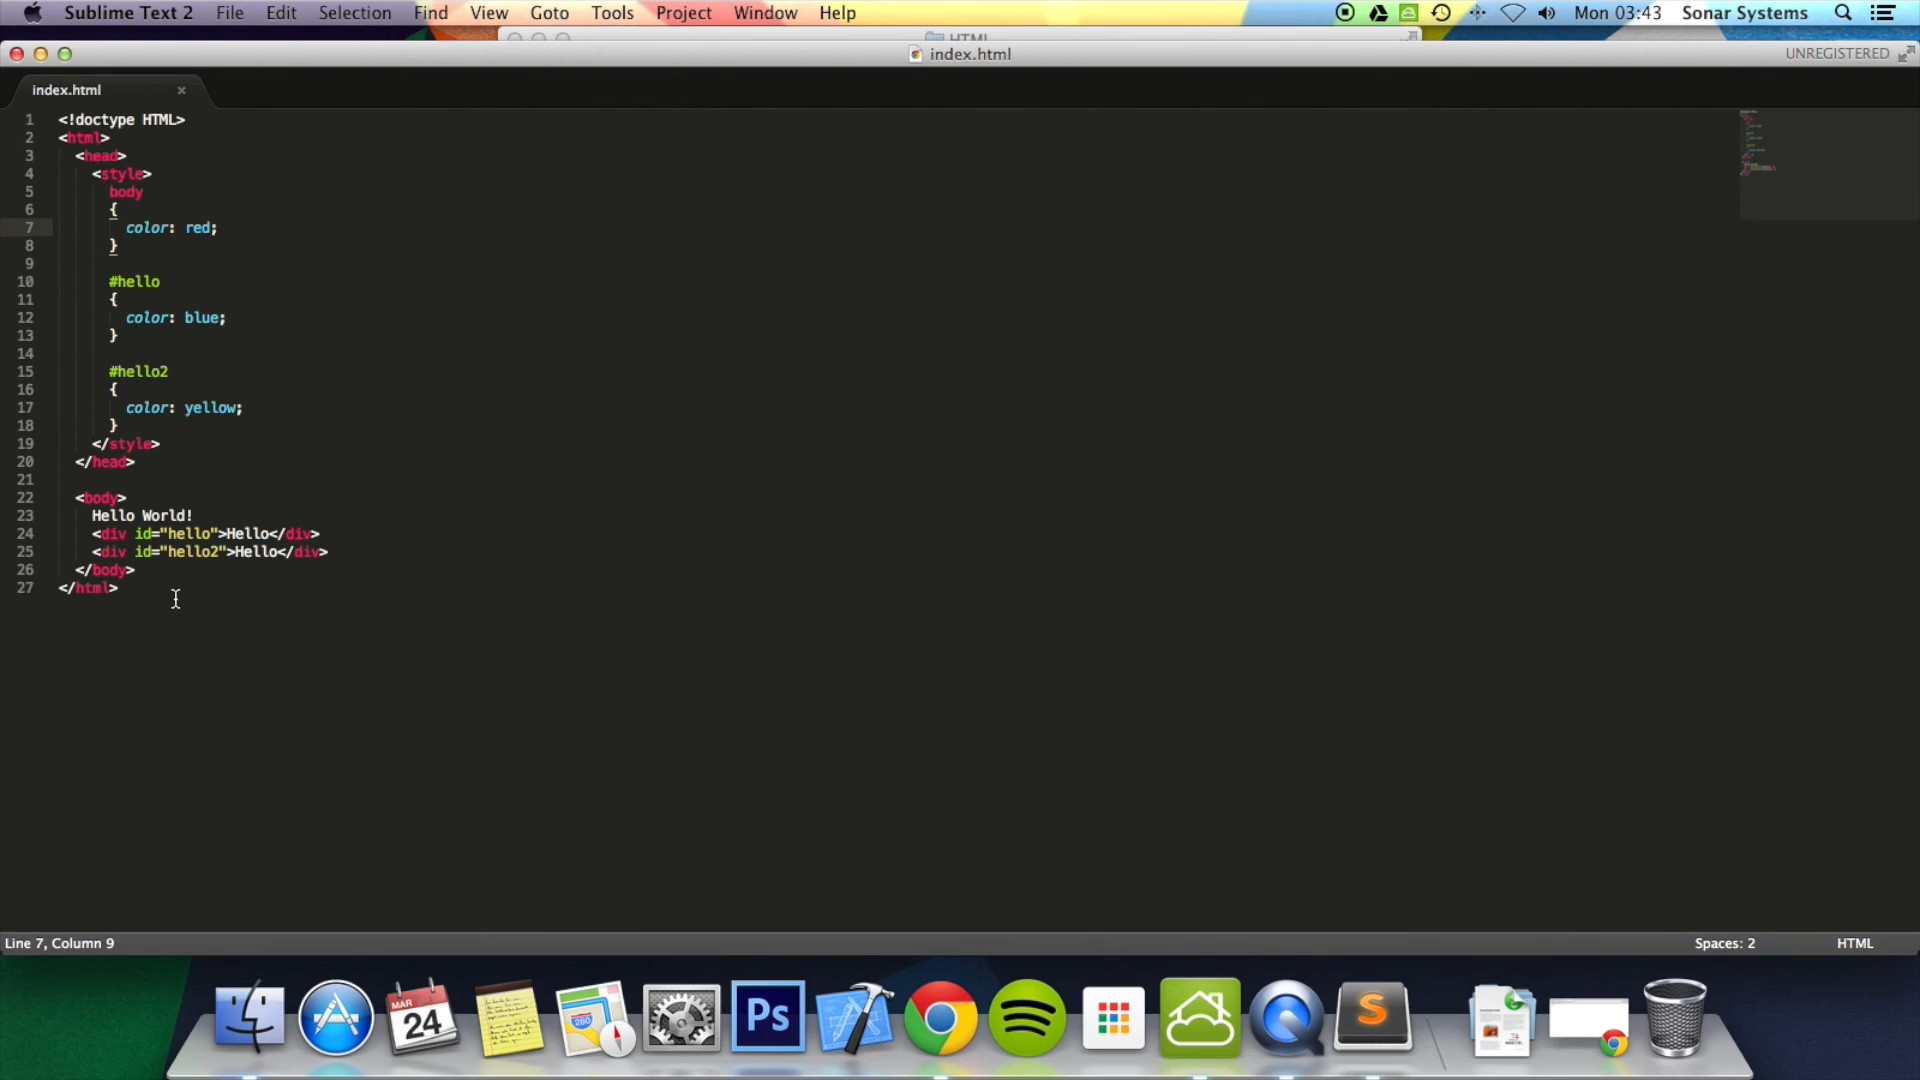 Sublime Text 2 File Edit Selection Find View Goto Tools Project Window Help Mon 03:43 Sonar Systems
HTML
index.html UNREGISTERED
index.html ×
1 <!doctype HTML>
2 <html>
3 <head>
4 <style>
5 body
6 {
7 color: red;
8 }
9
10 #hello
11 {
12 color: blue;
13 }
14
15 #hello2
16 {
17 color: yellow;
18 }
19 </style>
20 </head>
21
22 <body>
23 Hello World!
24 <div id="hello">Hello</div>
25 <div id="hello2">Hello</div>
26 </body>
27 </html>
Line 7, Column 9 Spaces: 2 HTML
MAR
24
280
Ps
S